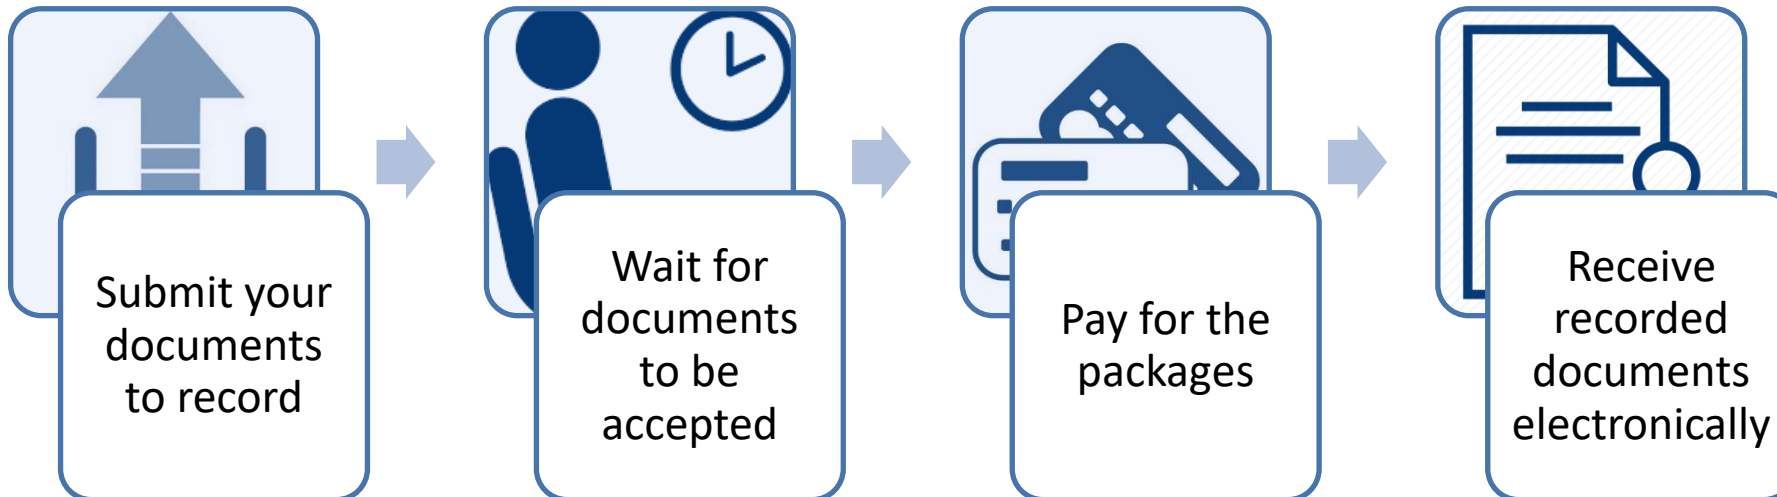 Submit your
documents
to record
Wait for
documents
to be
accepted
Pay for the
packages
Receive
recorded
documents
electronically